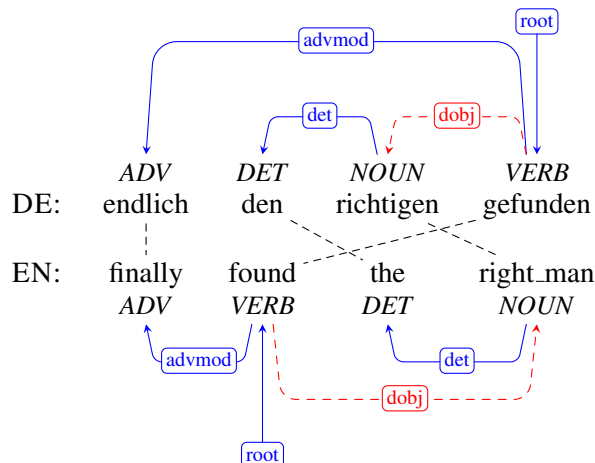 root
advmod
det dobj
ADV DET NOUN VERB
DE: endlich den richtigen gefunden
EN: finally found the right_man
ADV VERB DET NOUN
advmod det
dobj
root